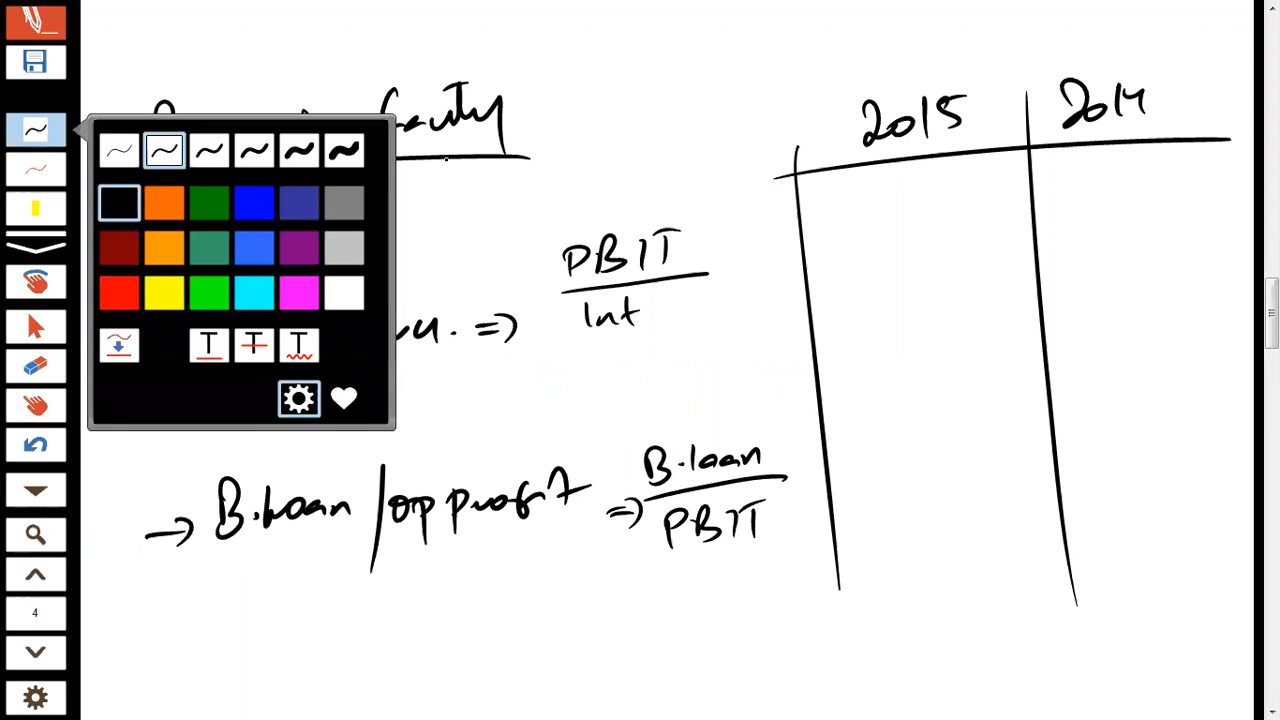 2015 2014
PBIT
Int
=>
B.loan
→ B.Loan / op profit => PBIT
T T T
4